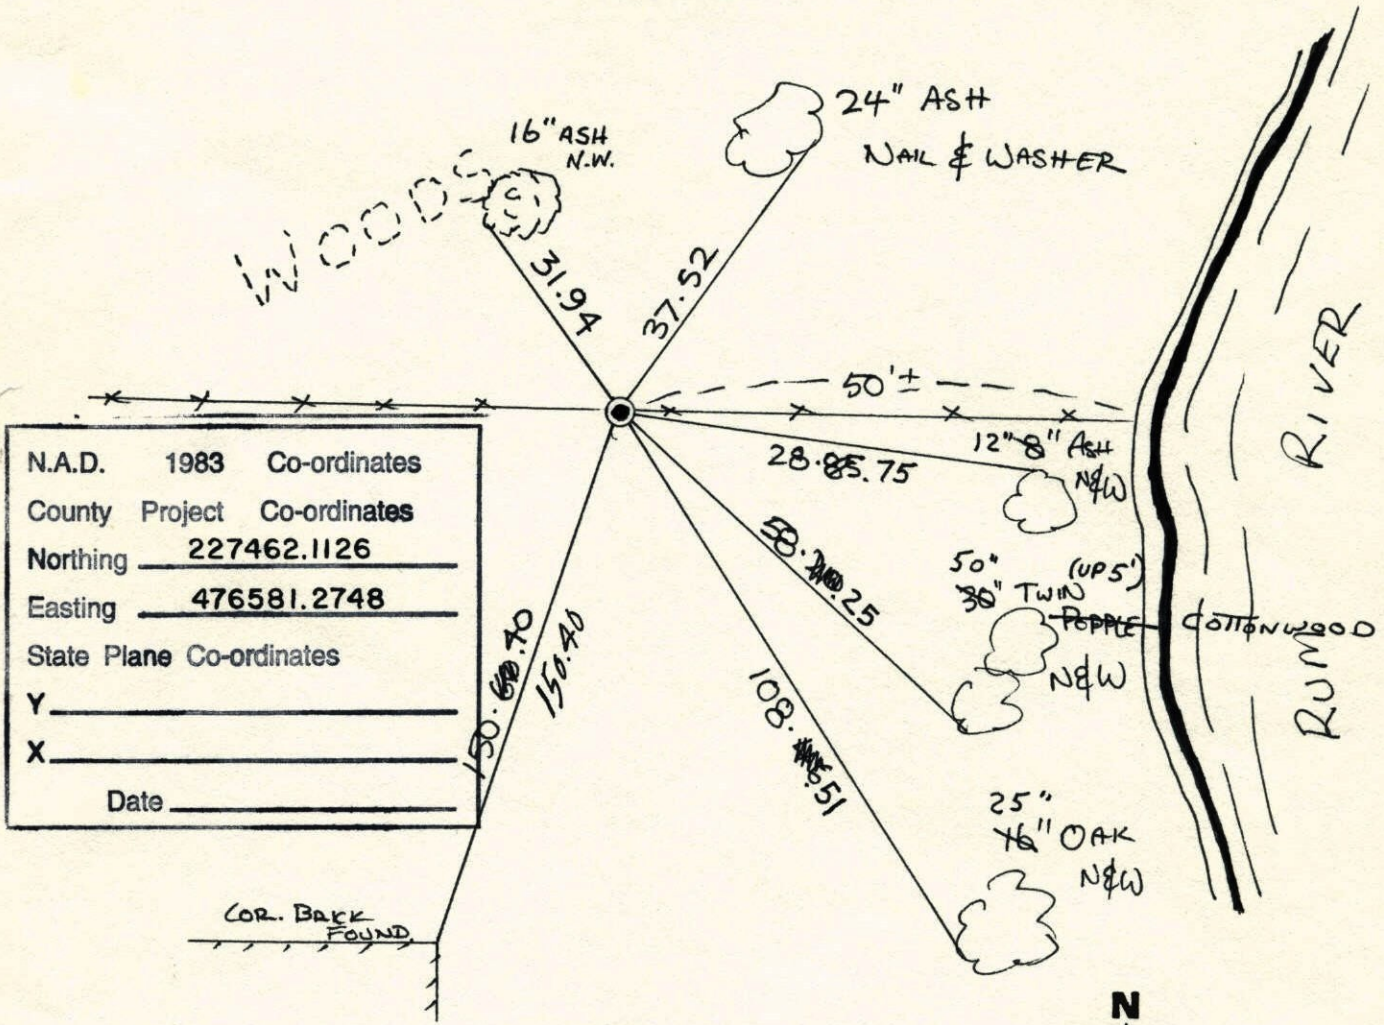 24" ASH
NAIL & WASHER
16" ASH
N.W.
WOODS
31.94
37.52
50'±
RIVER
12" 8" ASH
N&W
28.85.75
N.A.D. 1983 Co-ordinates
County Project Co-ordinates
Northing 227462.1126
Easting 476581.2748
State Plane Co-ordinates
Y
X
Date
58. .25
50" (UP 5')
30" TWIN
POPPLE COTTONWOOD
N&W
RUM
150. .40
150.40
108. .51
25"
16" OAK
N&W
COR. BRKK
FOUND
N